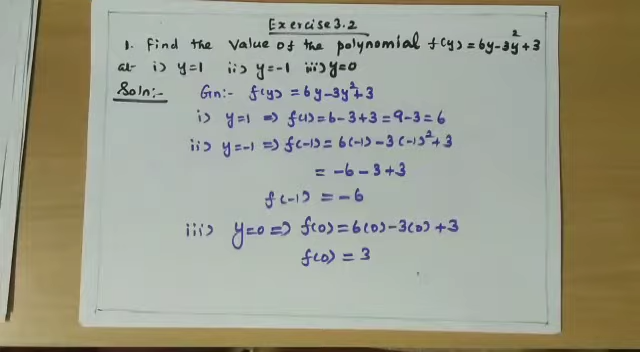 Exercise 3.2
1. Find the value of the polynomial f(y) = 6y-3y²+3
at i) y=1 ii) y=-1 iii) y=0
Soln:- Gn:- f(y) = 6y-3y²+3
i) y=1 => f(1) = 6-3+3 = 9-3 = 6
ii) y=-1 => f(-1) = 6(-1)-3(-1)²+3
= -6-3+3
f(-1) = -6
iii) y=0 => f(0) = 6(0)-3(0)+3
f(0) = 3